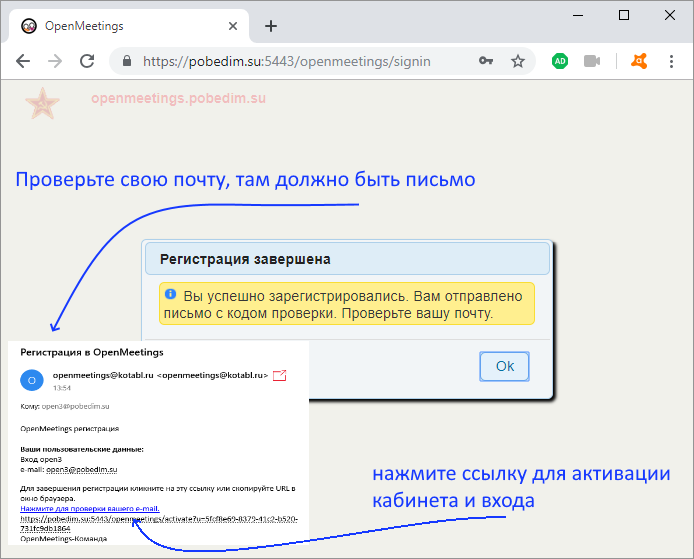 OpenMeetings
https://pobedim.su:5443/openmeetings/signin
AD
openmeetings.pobedim.su
Проверьте свою почту, там должно быть письмо
Регистрация завершена
Вы успешно зарегистрировались. Вам отправлено
письмо с кодом проверки. Проверьте вашу почту.
Ok
Регистрация в OpenMeetings
O
openmeetings@kotabl.ru <openmeetings@kotabl.ru>
13:54
Кому: open3@pobedim.su
OpenMeetings регистрация
Ваши пользовательские данные:
Вход open3
e-mail: open3@pobedim.su
Для завершения регистрации кликните на эту ссылку или скопируйте URL в
окно браузера.
Нажмите для проверки вашего e-mail.
https://pobedim.su:5443/openmeetings/activate?u=5fcf8e69-8379-41c2-b520-
731fc9db1864
OpenMeetings-Команда
нажмите ссылку для активации
кабинета и входа